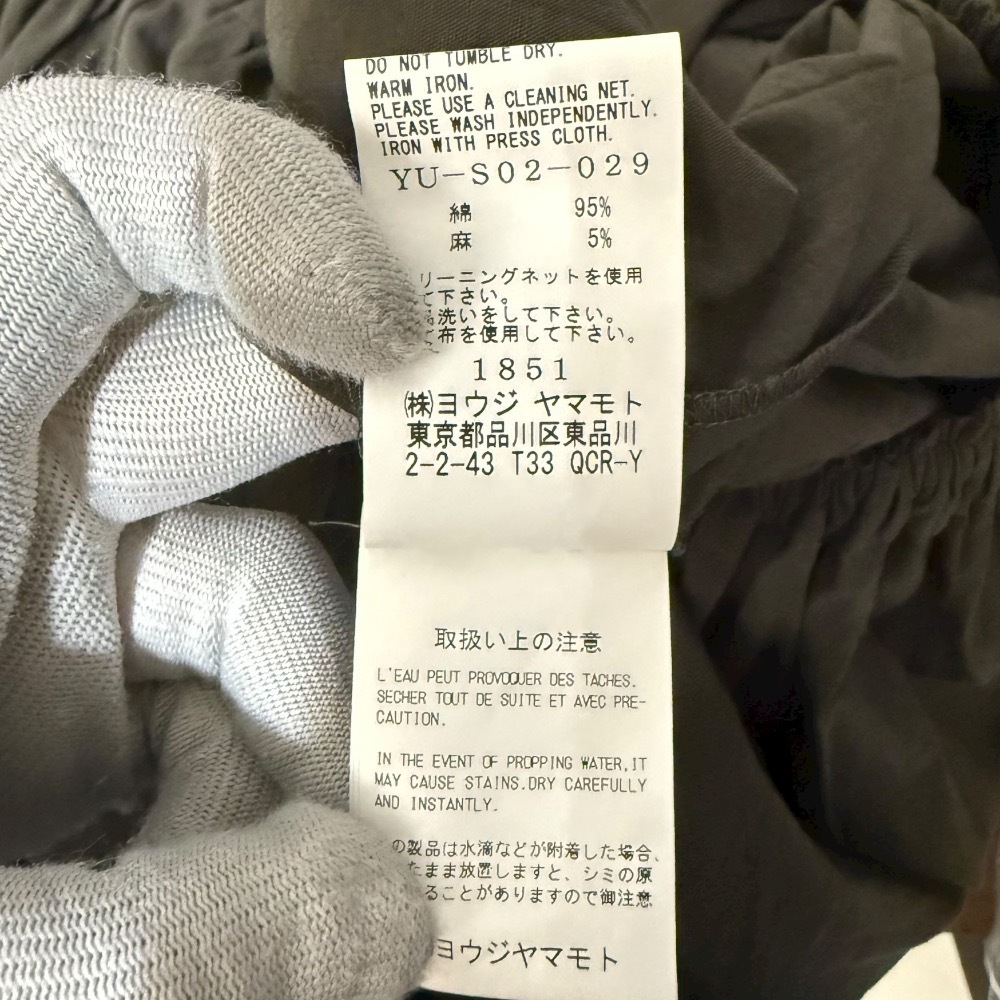 DO NOT TUMBLE DRY.
WARM IRON.
PLEASE USE A CLEANING NET.
PLEASE WASH INDEPENDENTLY.
IRON WITH PRESS CLOTH.
YU-S02-029
綿 95%
麻 5%
リーニングネットを使用
て下さい。
洗いをして下さい。
て布を使用して下さい。
1851
㈱ヨウジ ヤマモト
東京都品川区東品川
2-2-43 T33 QCR-Y
取扱い上の注意
L'EAU PEUT PROVOQUER DES TACHES.
SECHER TOUT DE SUITE ET AVEC PRE-
CAUTION.
IN THE EVENT OF PROPPING WATER,IT
MAY CAUSE STAINS.DRY CAREFULLY
AND INSTANTLY.
の製品は水滴などが附着した場合、
たまま放置しますと、シミの原
ることがありますので御注意
ヨウジヤマモト